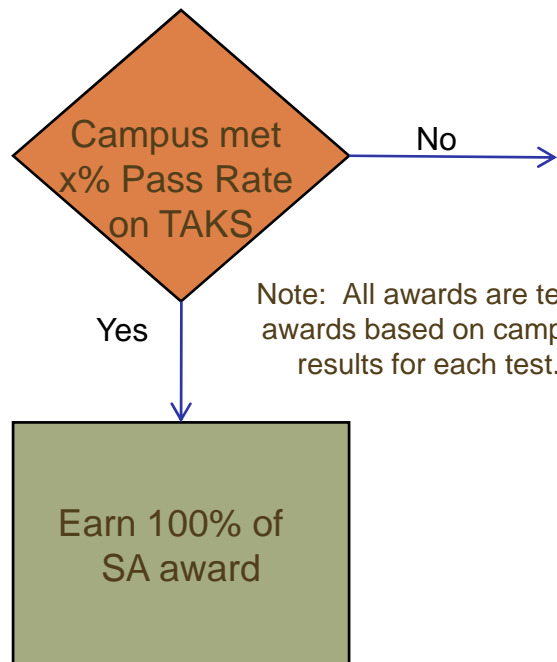 Campus met
x% Pass Rate
on TAKS
No
Note: All awards are
awards based on
results for each test.
Yes
Earn 100% of
SA award